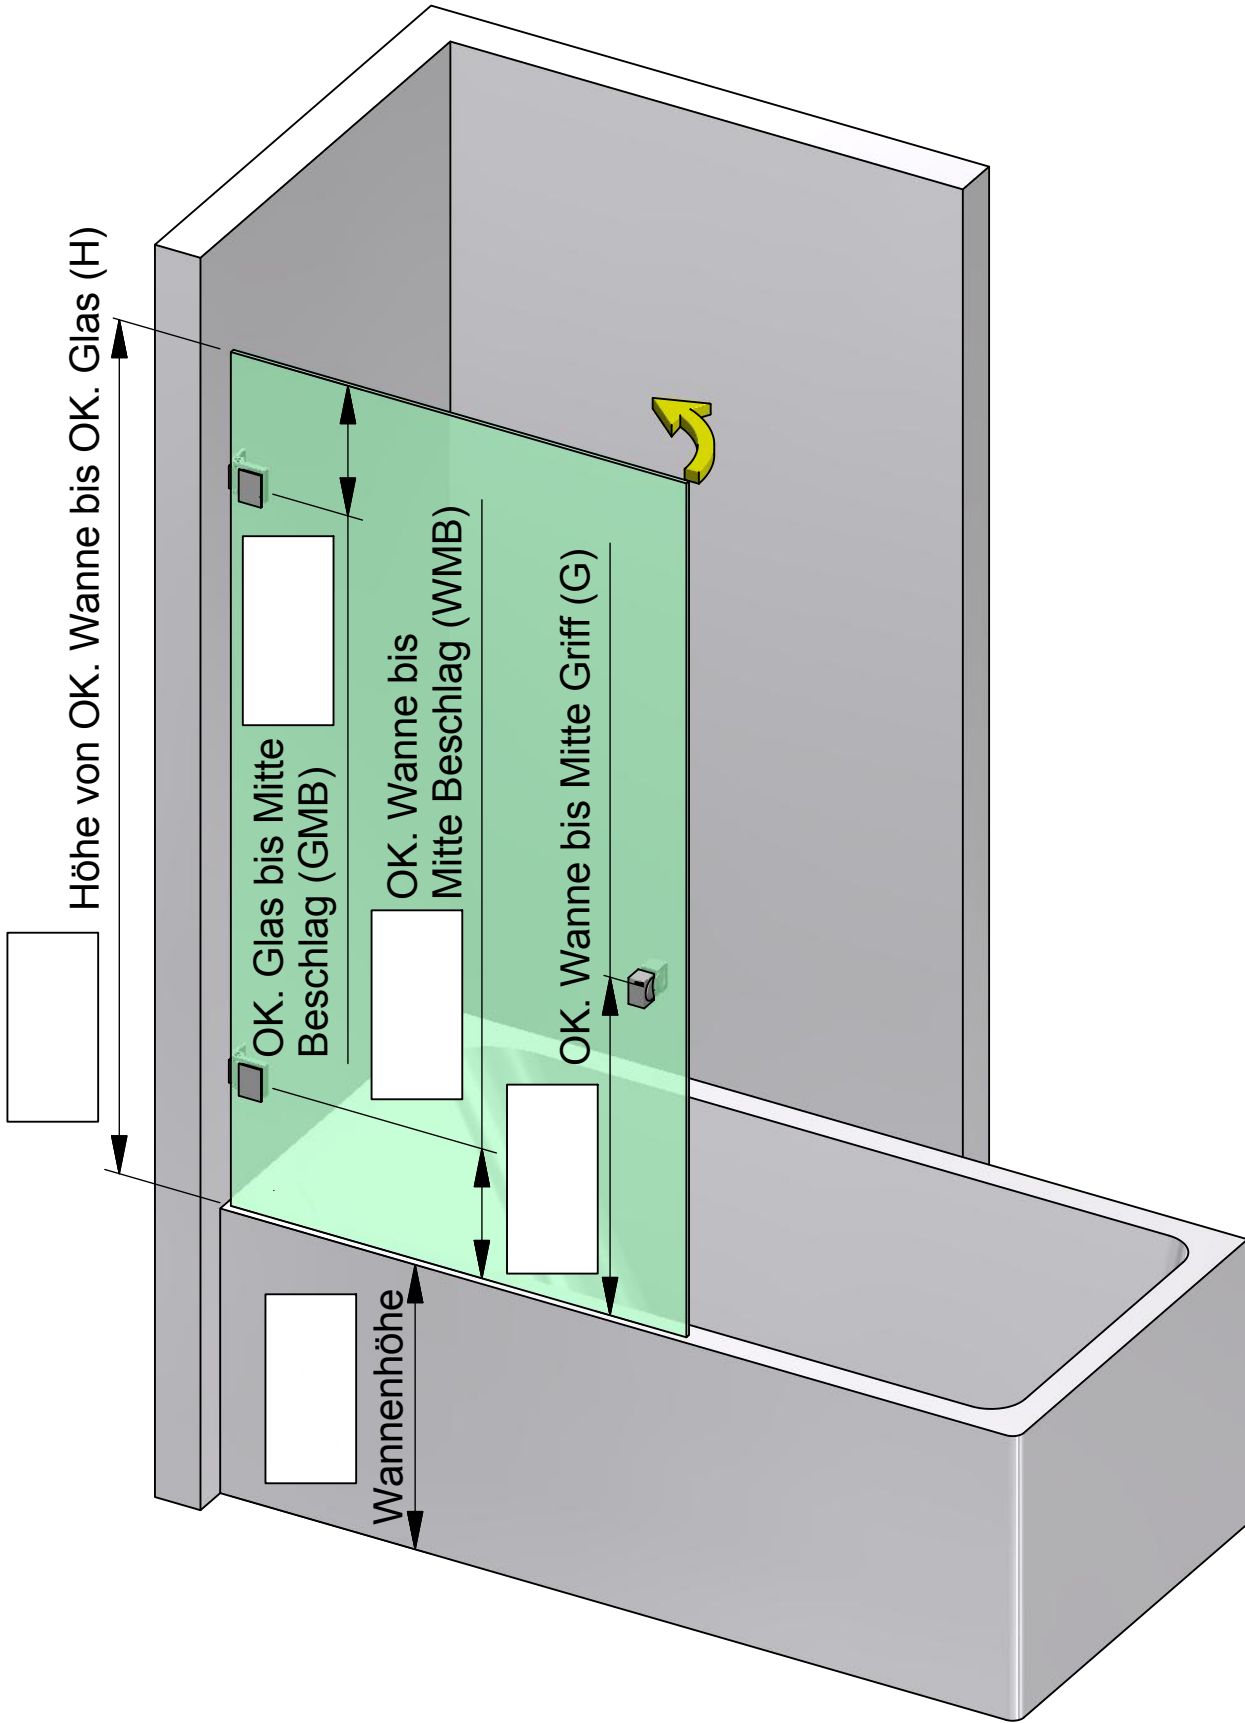 Höhe von OK. Wanne bis OK. Glas (H)
OK. Glas bis Mitte
Beschlag (GMB)
OK. Wanne bis
Mitte Beschlag (WMB)
OK. Wanne bis Mitte Griff (G)
Wannenhöhe